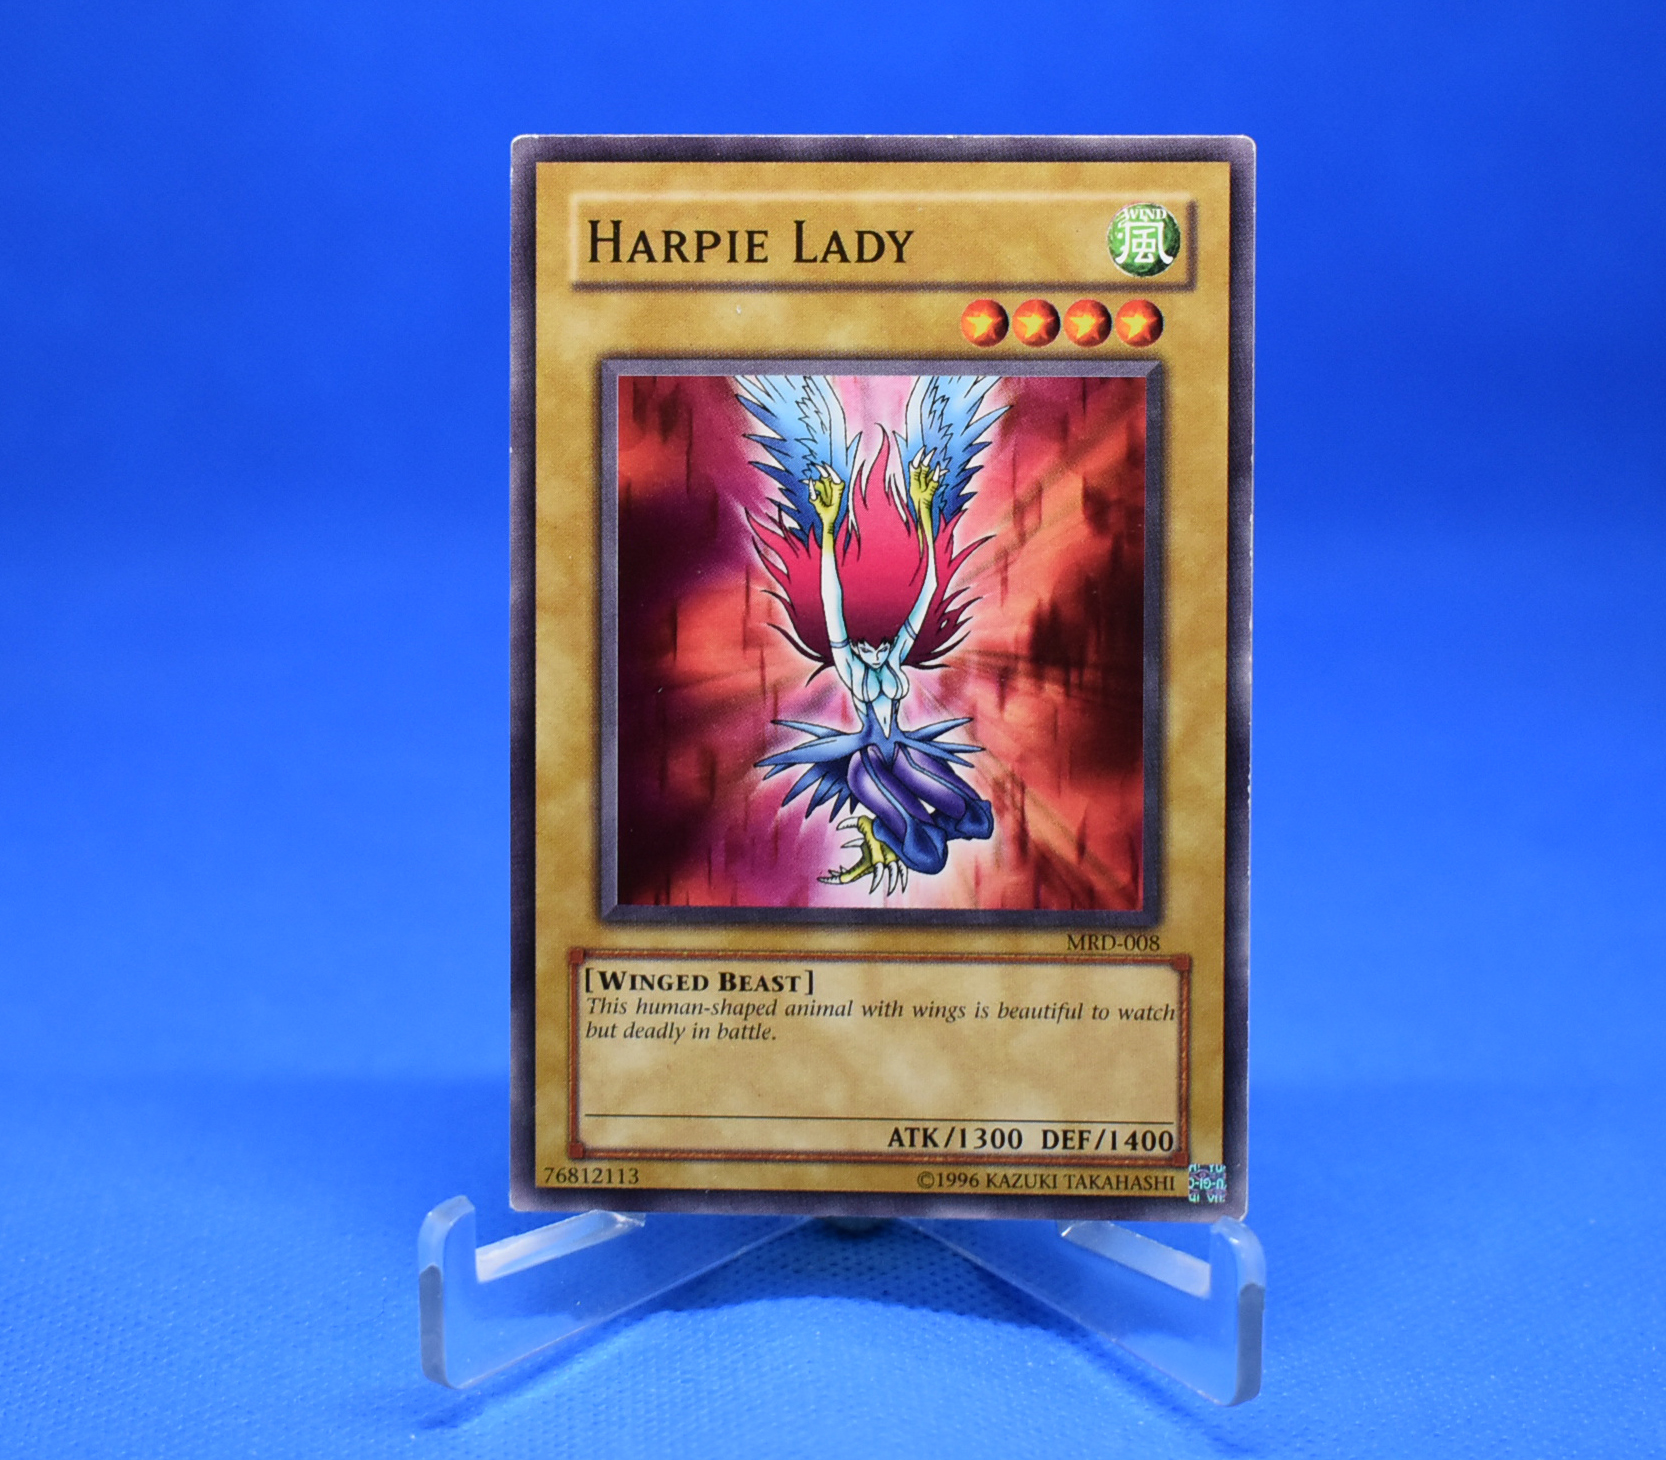 HARPIE LADY
WIND
風
MRD-008
[WINGED BEAST]
This human-shaped animal with wings is beautiful to watch
but deadly in battle.
ATK/1300 DEF/1400
76812113
©1996 KAZUKI TAKAHASHI